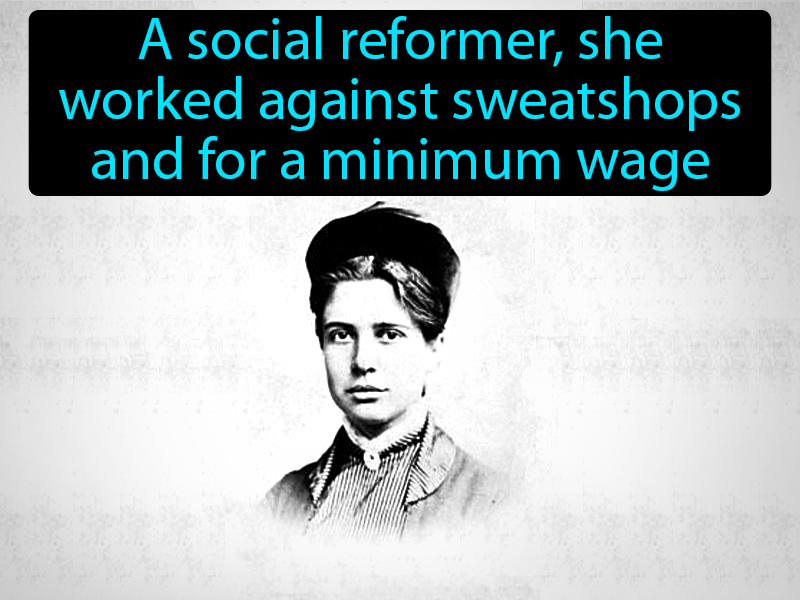 A social reformer, she
worked against sweatshops
and for a minimum wage